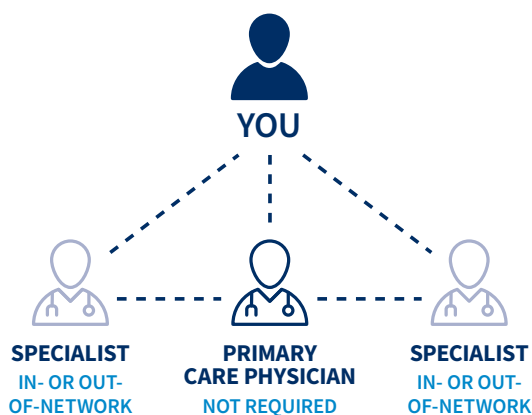 YOU
SPECIALIST
IN- OR OUT-
OF-NETWORK
PRIMARY
CARE PHYSICIAN
NOT REQUIRED
SPECIALIST
IN- OR OUT-
OF-NETWORK